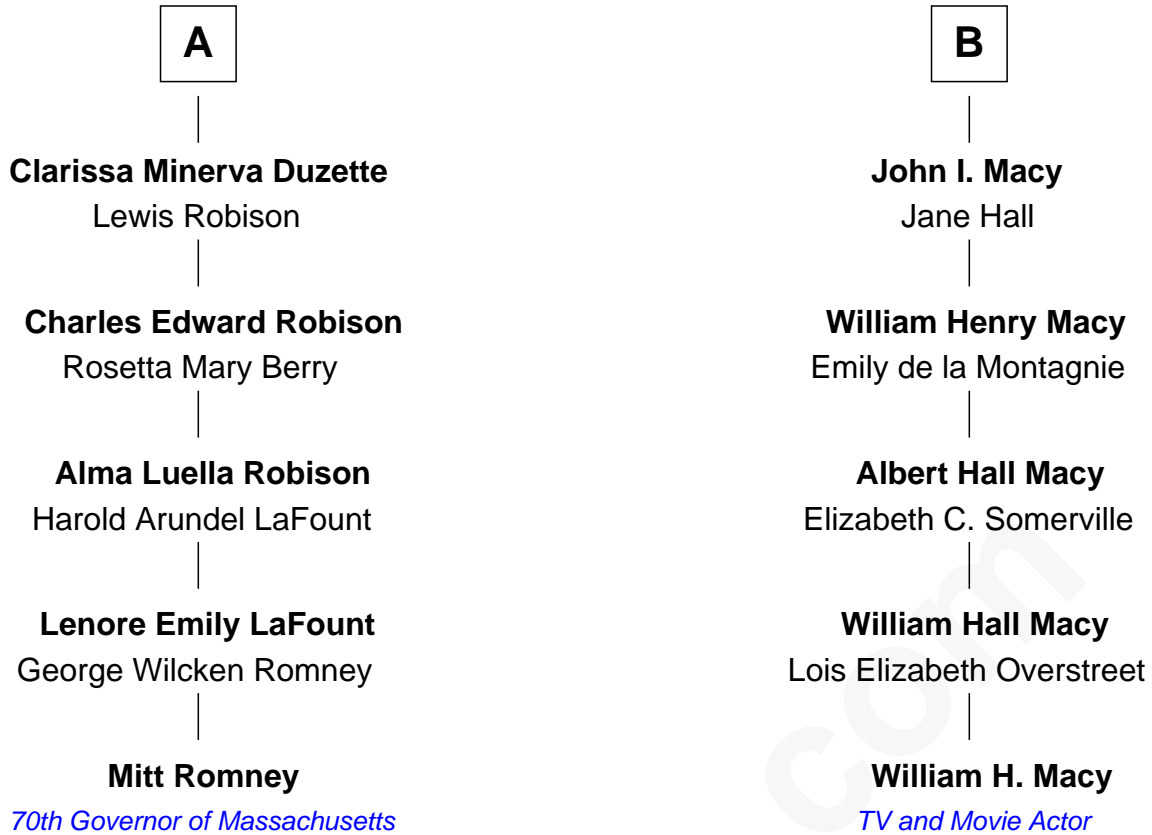 A
Clarissa Minerva Duzette
Lewis Robison
Charles Edward Robison
Rosetta Mary Berry
Alma Luella Robison
Harold Arundel LaFount
Lenore Emily LaFount
George Wilcken Romney
Mitt Romney
70th Governor of Massachusetts
B
John I. Macy
Jane Hall
William Henry Macy
Emily de la Montagnie
Albert Hall Macy
Elizabeth C. Somerville
William Hall Macy
Lois Elizabeth Overstreet
William H. Macy
TV and Movie Actor
com